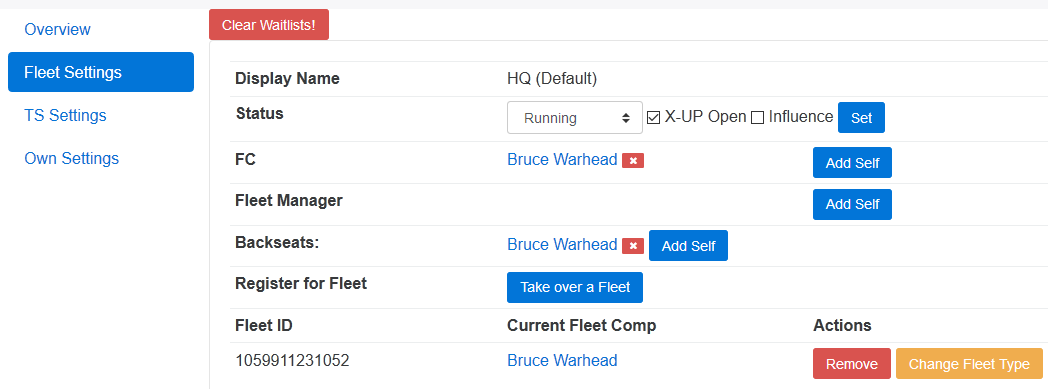 Clear Waitlists!
Overview
Fleet Settings
TS Settings
Own Settings
Display Name HQ (Default)
Status Running X-UP Open Influence Set
FC Bruce Warhead Add Self
Fleet Manager Add Self
Backseats: Bruce Warhead Add Self
Register for Fleet Take over a Fleet
Fleet ID Current Fleet Comp Actions
1059911231052 Bruce Warhead Remove Change Fleet Type